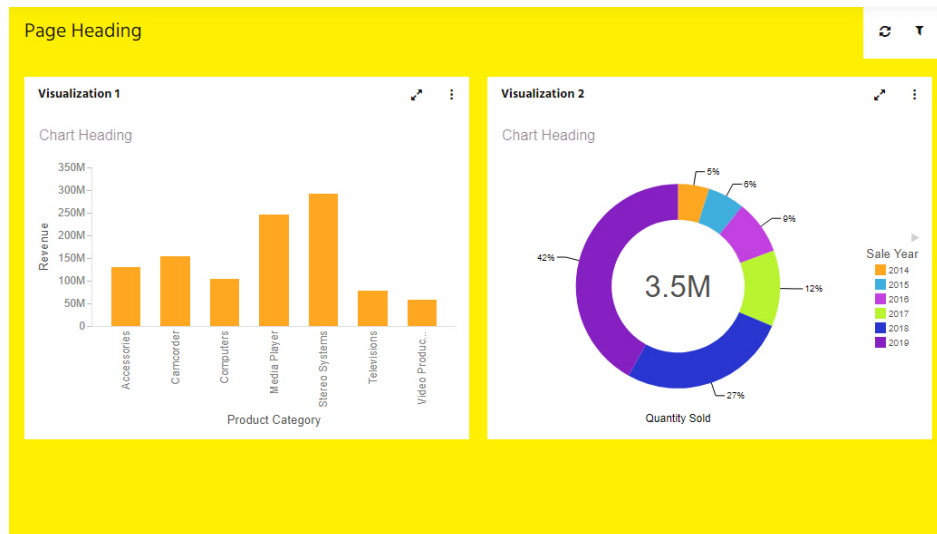 Page Heading
Visualization 1
Chart Heading
350M
300M
250M
200M
150M
100M
50M
0
Revenue
Accessories
Camcorder
Computers
Media Player
Stereo Systems
Televisions
Video Produc...
Product Category
Visualization 2
Chart Heading
5%
6%
9%
12%
27%
42%
3.5M
Quantity Sold
Sale Year
2014
2015
2016
2017
2018
2019